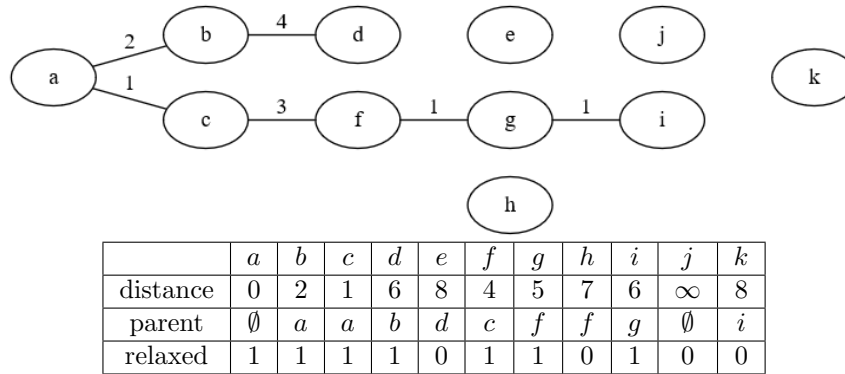 2 b 4 d e j
a k
1 c 3 f 1 g 1 i
h
a b c d e f g h i j k
distance 0 2 1 6 8 4 5 7 6 ∞ 8
parent ∅ a a b d c f f g ∅ i
relaxed 1 1 1 1 0 1 1 0 1 0 0